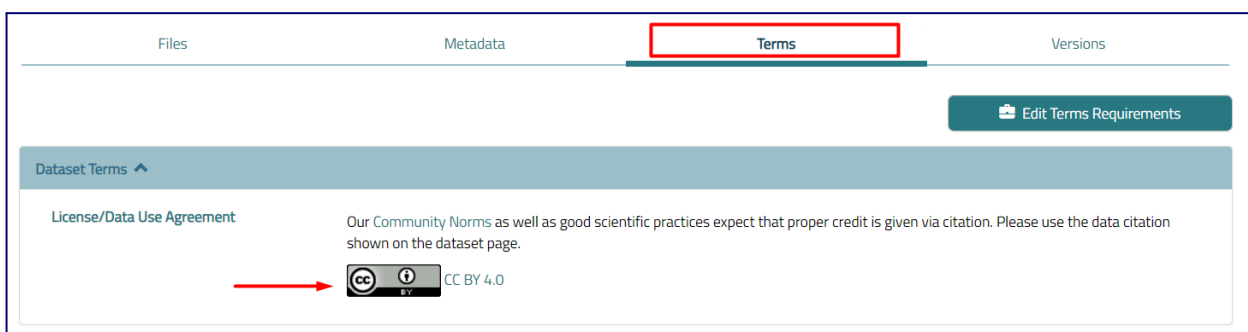 Files
Metadata
Terms
Versions
Edit Terms Requirements
Dataset Terms
License/Data Use Agreement
Our Community Norms as well as good scientific practices expect that proper credit is given via citation. Please use the data citation
shown on the dataset page.
cc
BY
CC BY 4.0